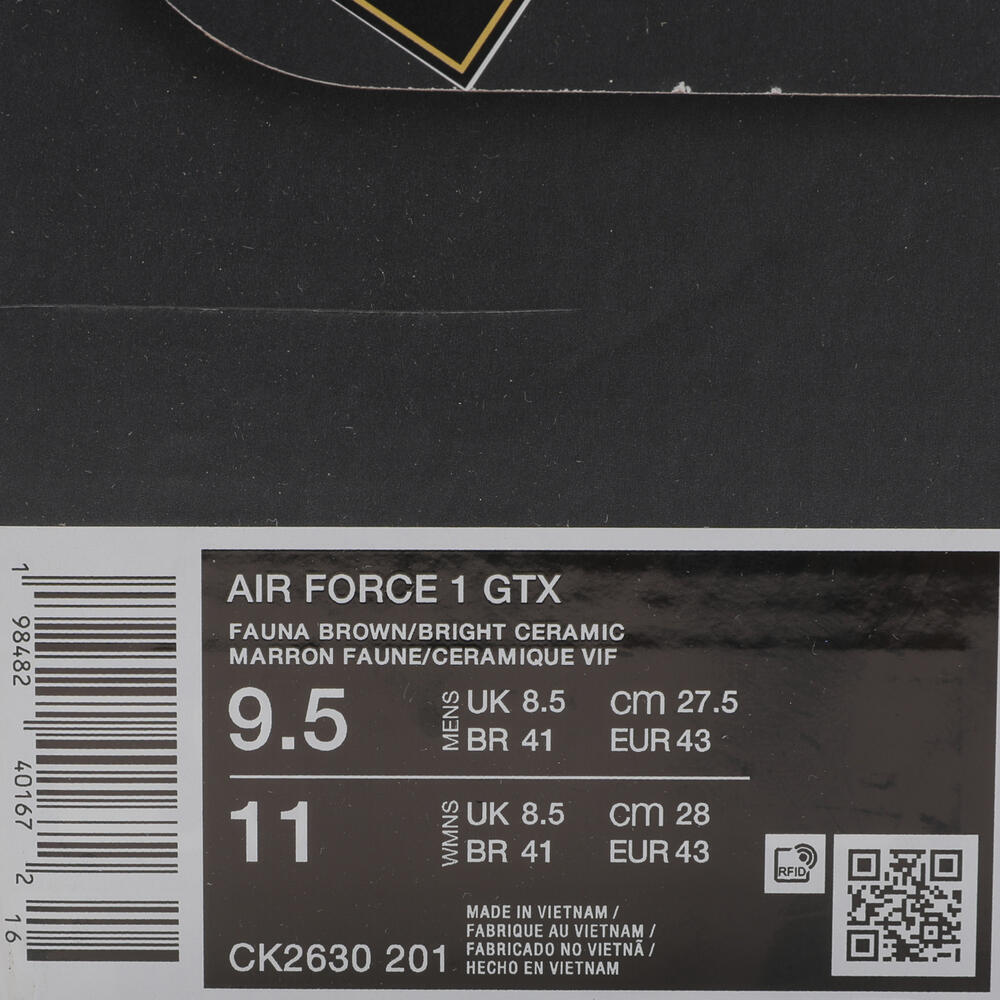 AIR FORCE 1 GTX
FAUNA BROWN/BRIGHT CERAMIC
MARRON FAUNE/CERAMIQUE VIF
9.5 MENS UK 8.5 cm 27.5
BR 41 EUR 43
11 WMNS UK 8.5 cm 28
BR 41 EUR 43
RFID
MADE IN VIETNAM /
FABRIQUE AU VIETNAM /
FABRICADO NO VIETNÃ /
HECHO EN VIETNAM
CK2630 201
1 98482 40167 2 16